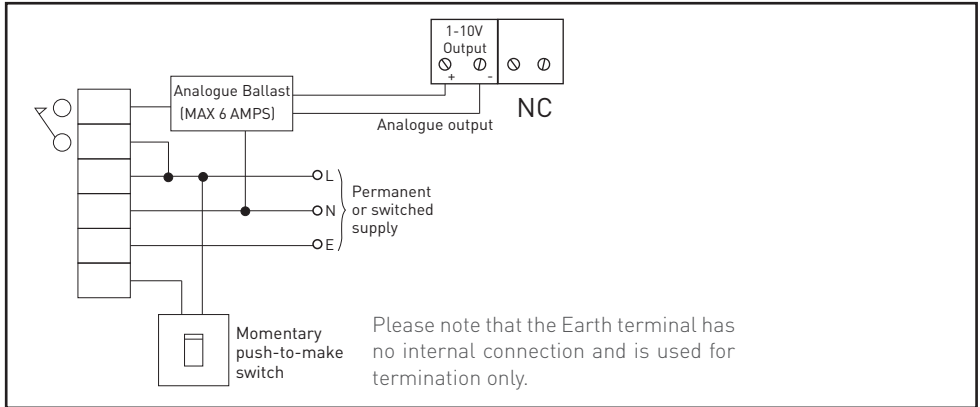 1-10V
Output
+ -
NC
Analogue Ballast
(MAX 6 AMPS)
Analogue output
L
N
E
Permanent
or switched
supply
Momentary
push-to-make
switch
Please note that the Earth terminal has
no internal connection and is used for
termination only.